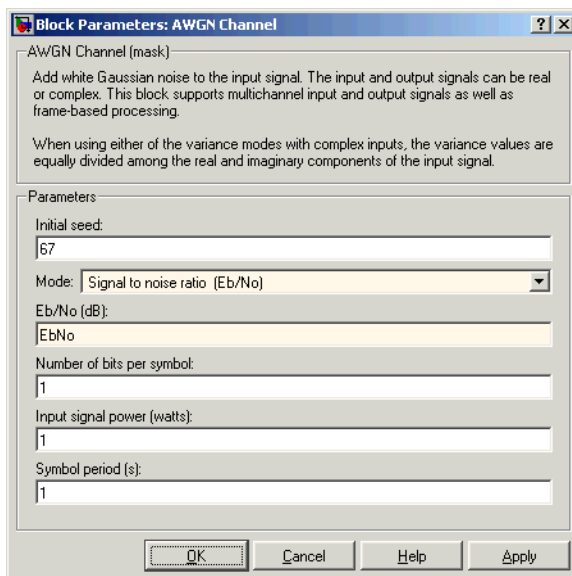 Block Parameters: AWGN Channel
AWGN Channel (mask)
Add white Gaussian noise to the input signal. The input and output signals can be real
or complex. This block supports multichannel input and output signals as well as
frame-based processing.
When using either of the variance modes with complex inputs, the variance values are
equally divided among the real and imaginary components of the input signal.
Parameters
Initial seed:
67
Mode: Signal to noise ratio (Eb/No)
Eb/No (dB):
EbNo
Number of bits per symbol:
1
Input signal power (watts):
1
Symbol period (s):
1
OK Cancel Help Apply